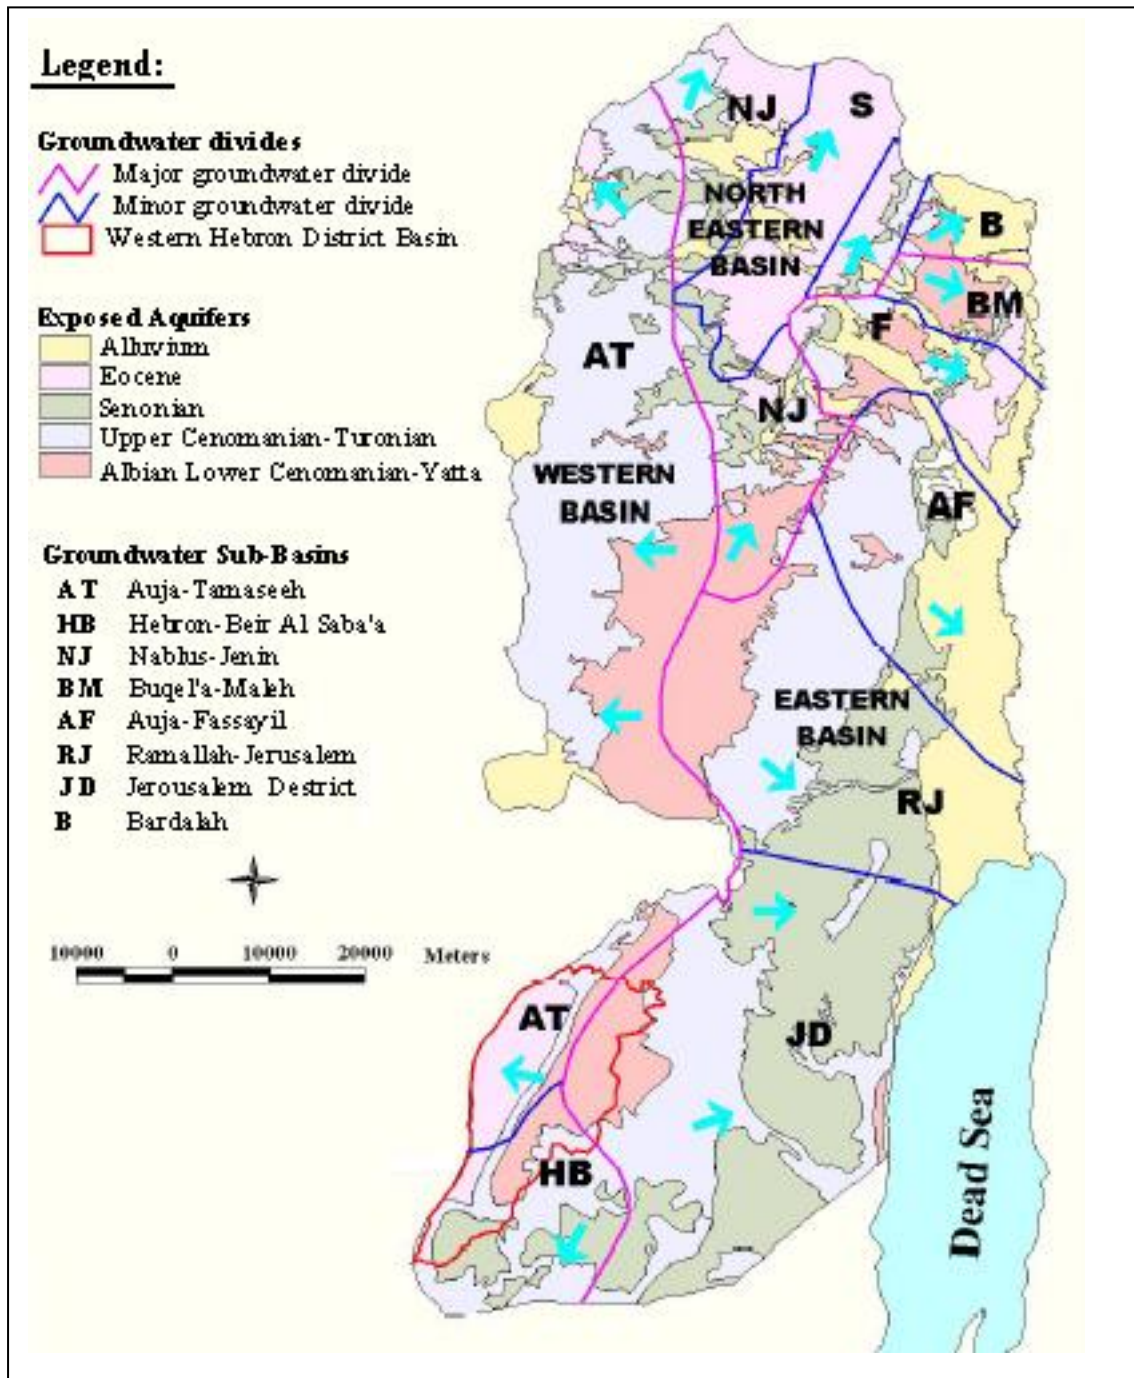 Legend:
Groundwater divides
Major groundwater divide
Minor groundwater divide
Western Hebron District Basin
Exposed Aquifers
Alluvium
Eocene
Senonian
Upper Cenomanian-Turonian
Albian Lower Cenomanian-Yatta
Groundwater Sub-Basins
AT Auja-Tamaseeh
HB Hebron-Beir Al Saba'a
NJ Nablus-Jenin
BM Buqel'a-Maleh
AF Auja-Fassayil
RJ Ramallah-Jerusalem
JD Jerousalem Destrict
B Bardalah
10000 0 10000 20000 Meters
NJ
S
NORTH
EASTERN
BASIN
B
BM
F
AT
NJ
WESTERN
BASIN
AF
EASTERN
BASIN
RJ
AT
JD
HB
Dead Sea